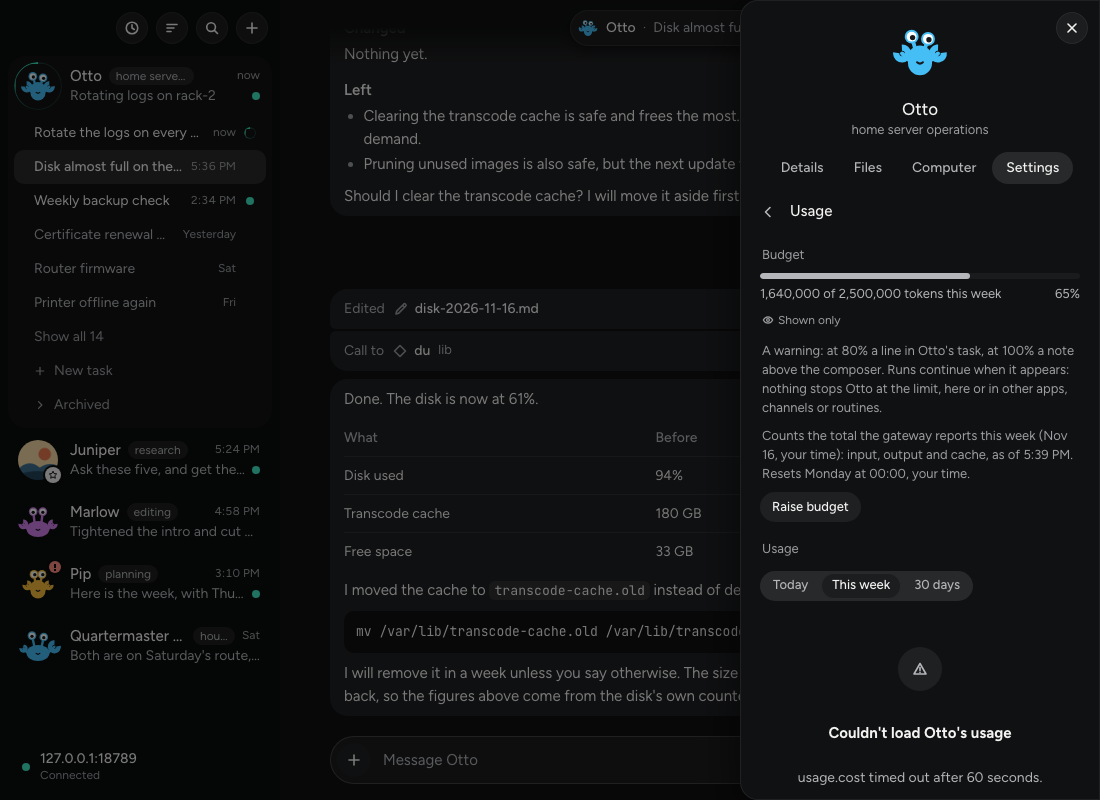 Otto
home serve...
now
Rotating logs on rack-2
Rotate the logs on every ...
now
Disk almost full on the...
5:36 PM
Weekly backup check
2:34 PM
Certificate renewal ...
Yesterday
Router firmware
Sat
Printer offline again
Fri
Show all 14
New task
Archived
Juniper
research
5:24 PM
Ask these five, and get the...
Marlow
editing
4:58 PM
Tightened the intro and cut ...
Pip
planning
3:10 PM
Here is the week, with Thu...
Quartermaster ...
hou...
Sat
Both are on Saturday's route,...
127.0.0.1:18789
Connected
Otto · Disk almost fu
Nothing yet.
Left
Clearing the transcode cache is safe and frees the most.
demand.
Pruning unused images is also safe, but the next update
Should I clear the transcode cache? I will move it aside first
Edited disk-2026-11-16.md
Call to du lib
Done. The disk is now at 61%.
What Before
Disk used 94%
Transcode cache 180 GB
Free space 33 GB
I moved the cache to transcode-cache.old instead of de
mv /var/lib/transcode-cache.old /var/lib/transcod
I will remove it in a week unless you say otherwise. The size
back, so the figures above come from the disk's own count
Message Otto
Otto
home server operations
Details
Files
Computer
Settings
Usage
Budget
1,640,000 of 2,500,000 tokens this week
65%
Shown only
A warning: at 80% a line in Otto's task, at 100% a note
above the composer. Runs continue when it appears:
nothing stops Otto at the limit, here or in other apps,
channels or routines.
Counts the total the gateway reports this week (Nov
16, your time): input, output and cache, as of 5:39 PM.
Resets Monday at 00:00, your time.
Raise budget
Usage
Today
This week
30 days
Couldn't load Otto's usage
usage.cost timed out after 60 seconds.